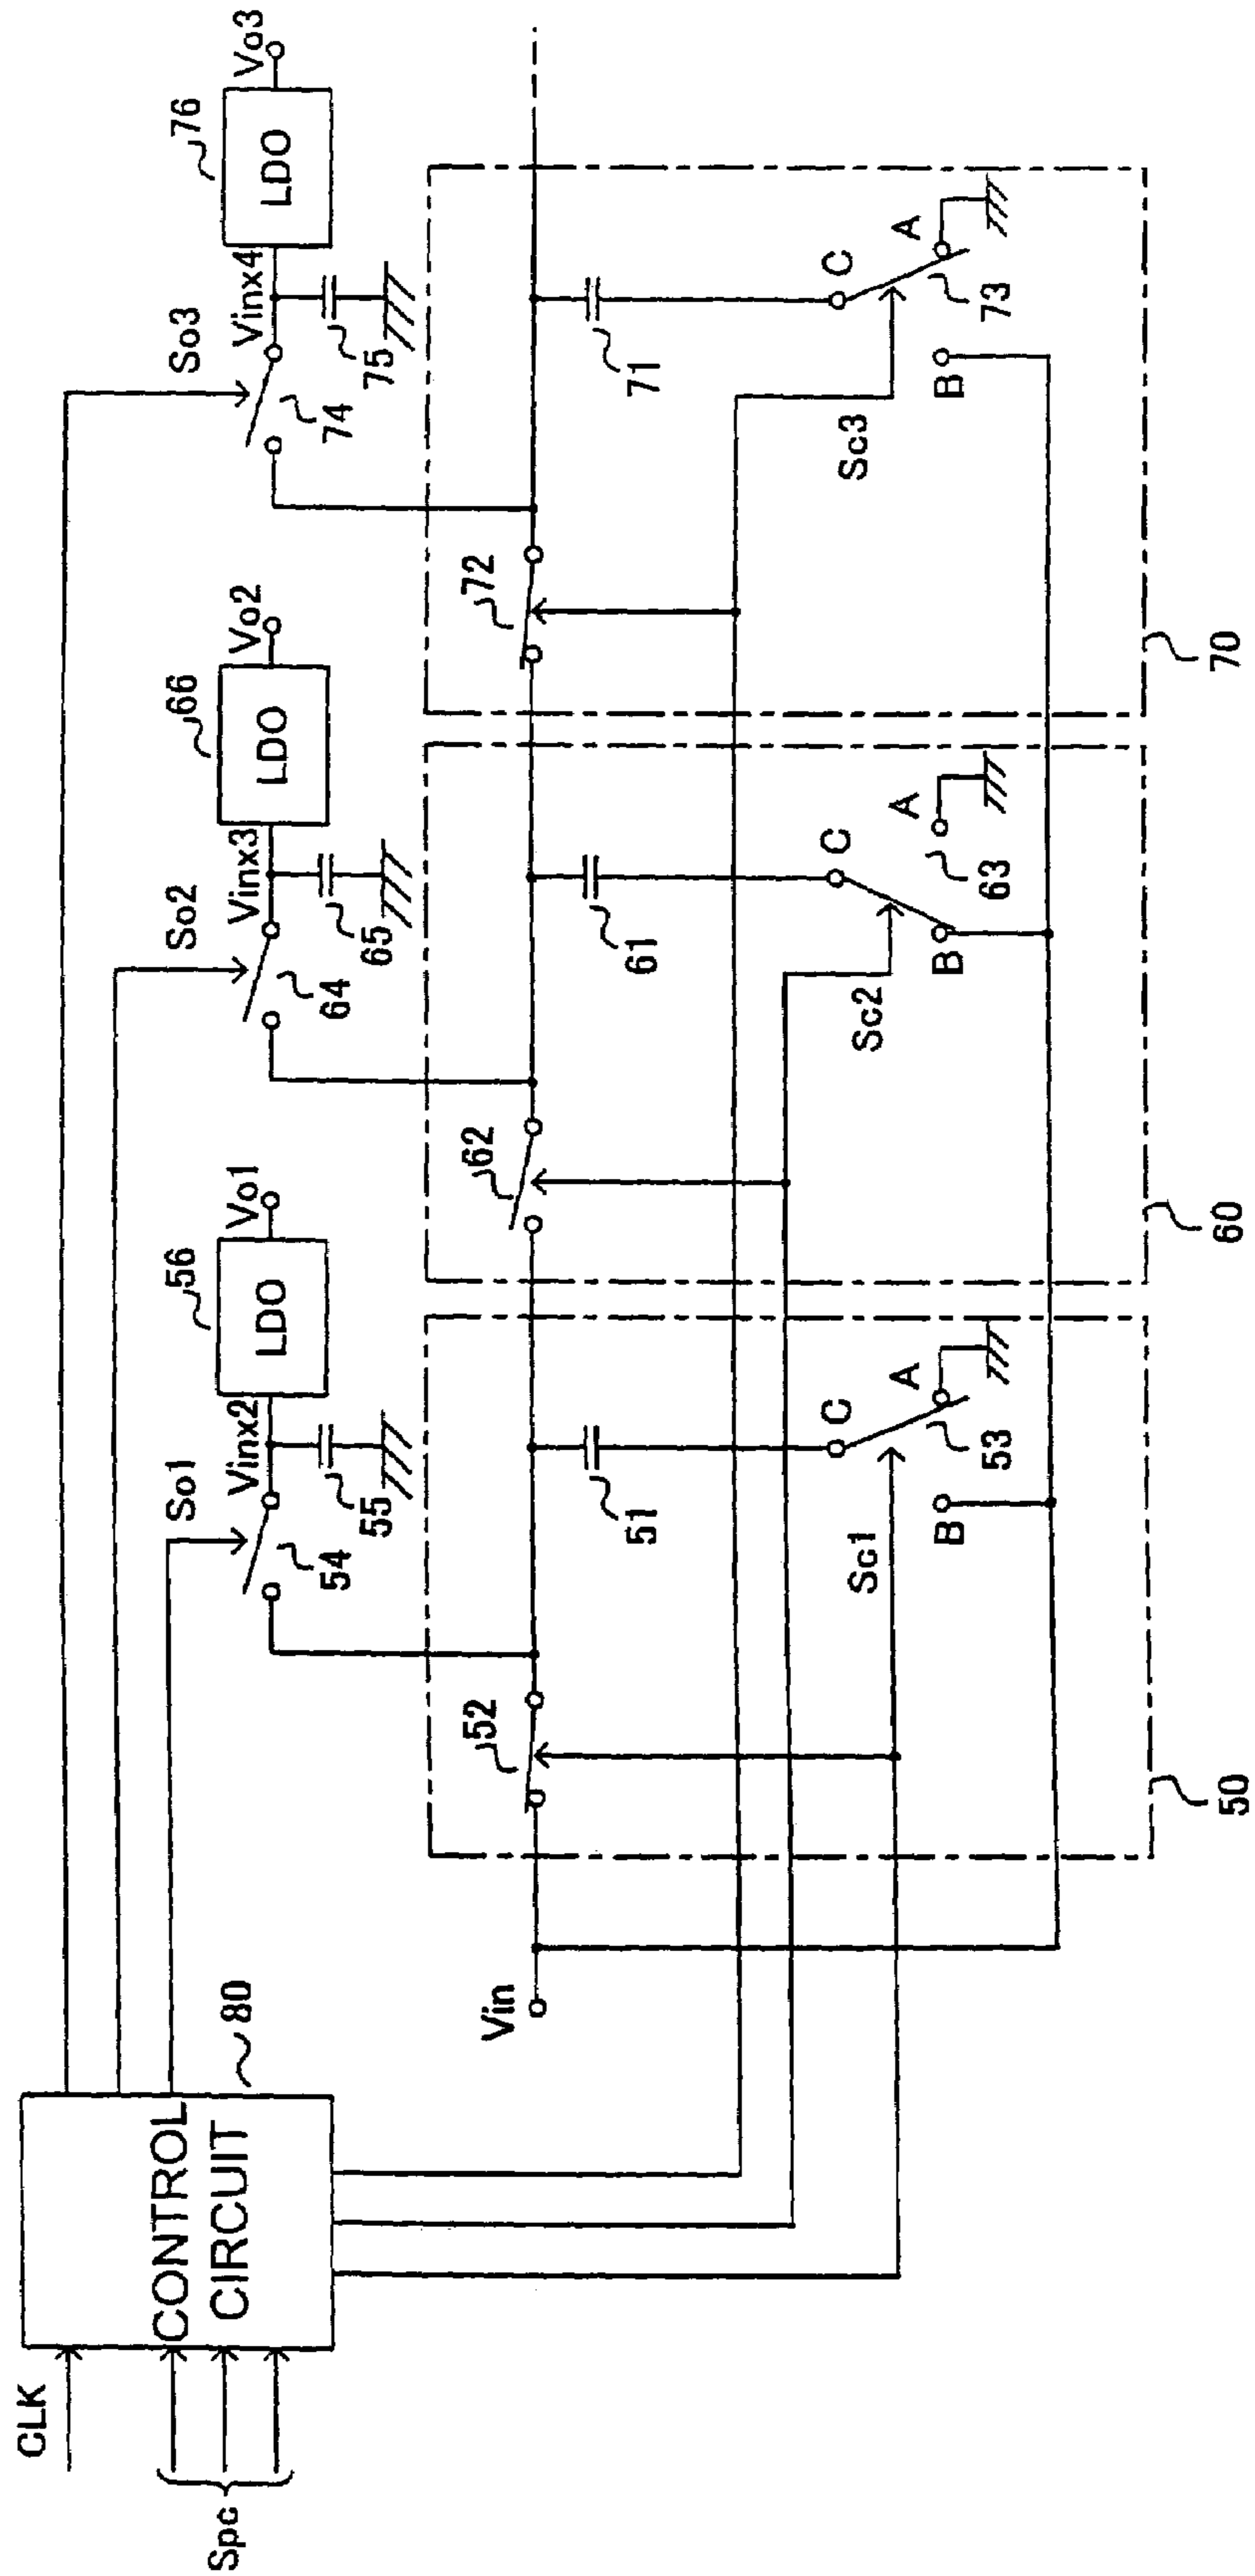 CLK
Spc
CONTROL
CIRCUIT
80
Vin
So1
Vinx2
54
55
LDO
56
Vo1
So2
Vinx3
64
65
LDO
66
Vo2
So3
Vinx4
74
75
LDO
76
Vo3
52
51
Sc1
C
A
B
53
50
62
61
Sc2
C
A
B
63
60
72
71
Sc3
C
A
B
73
70